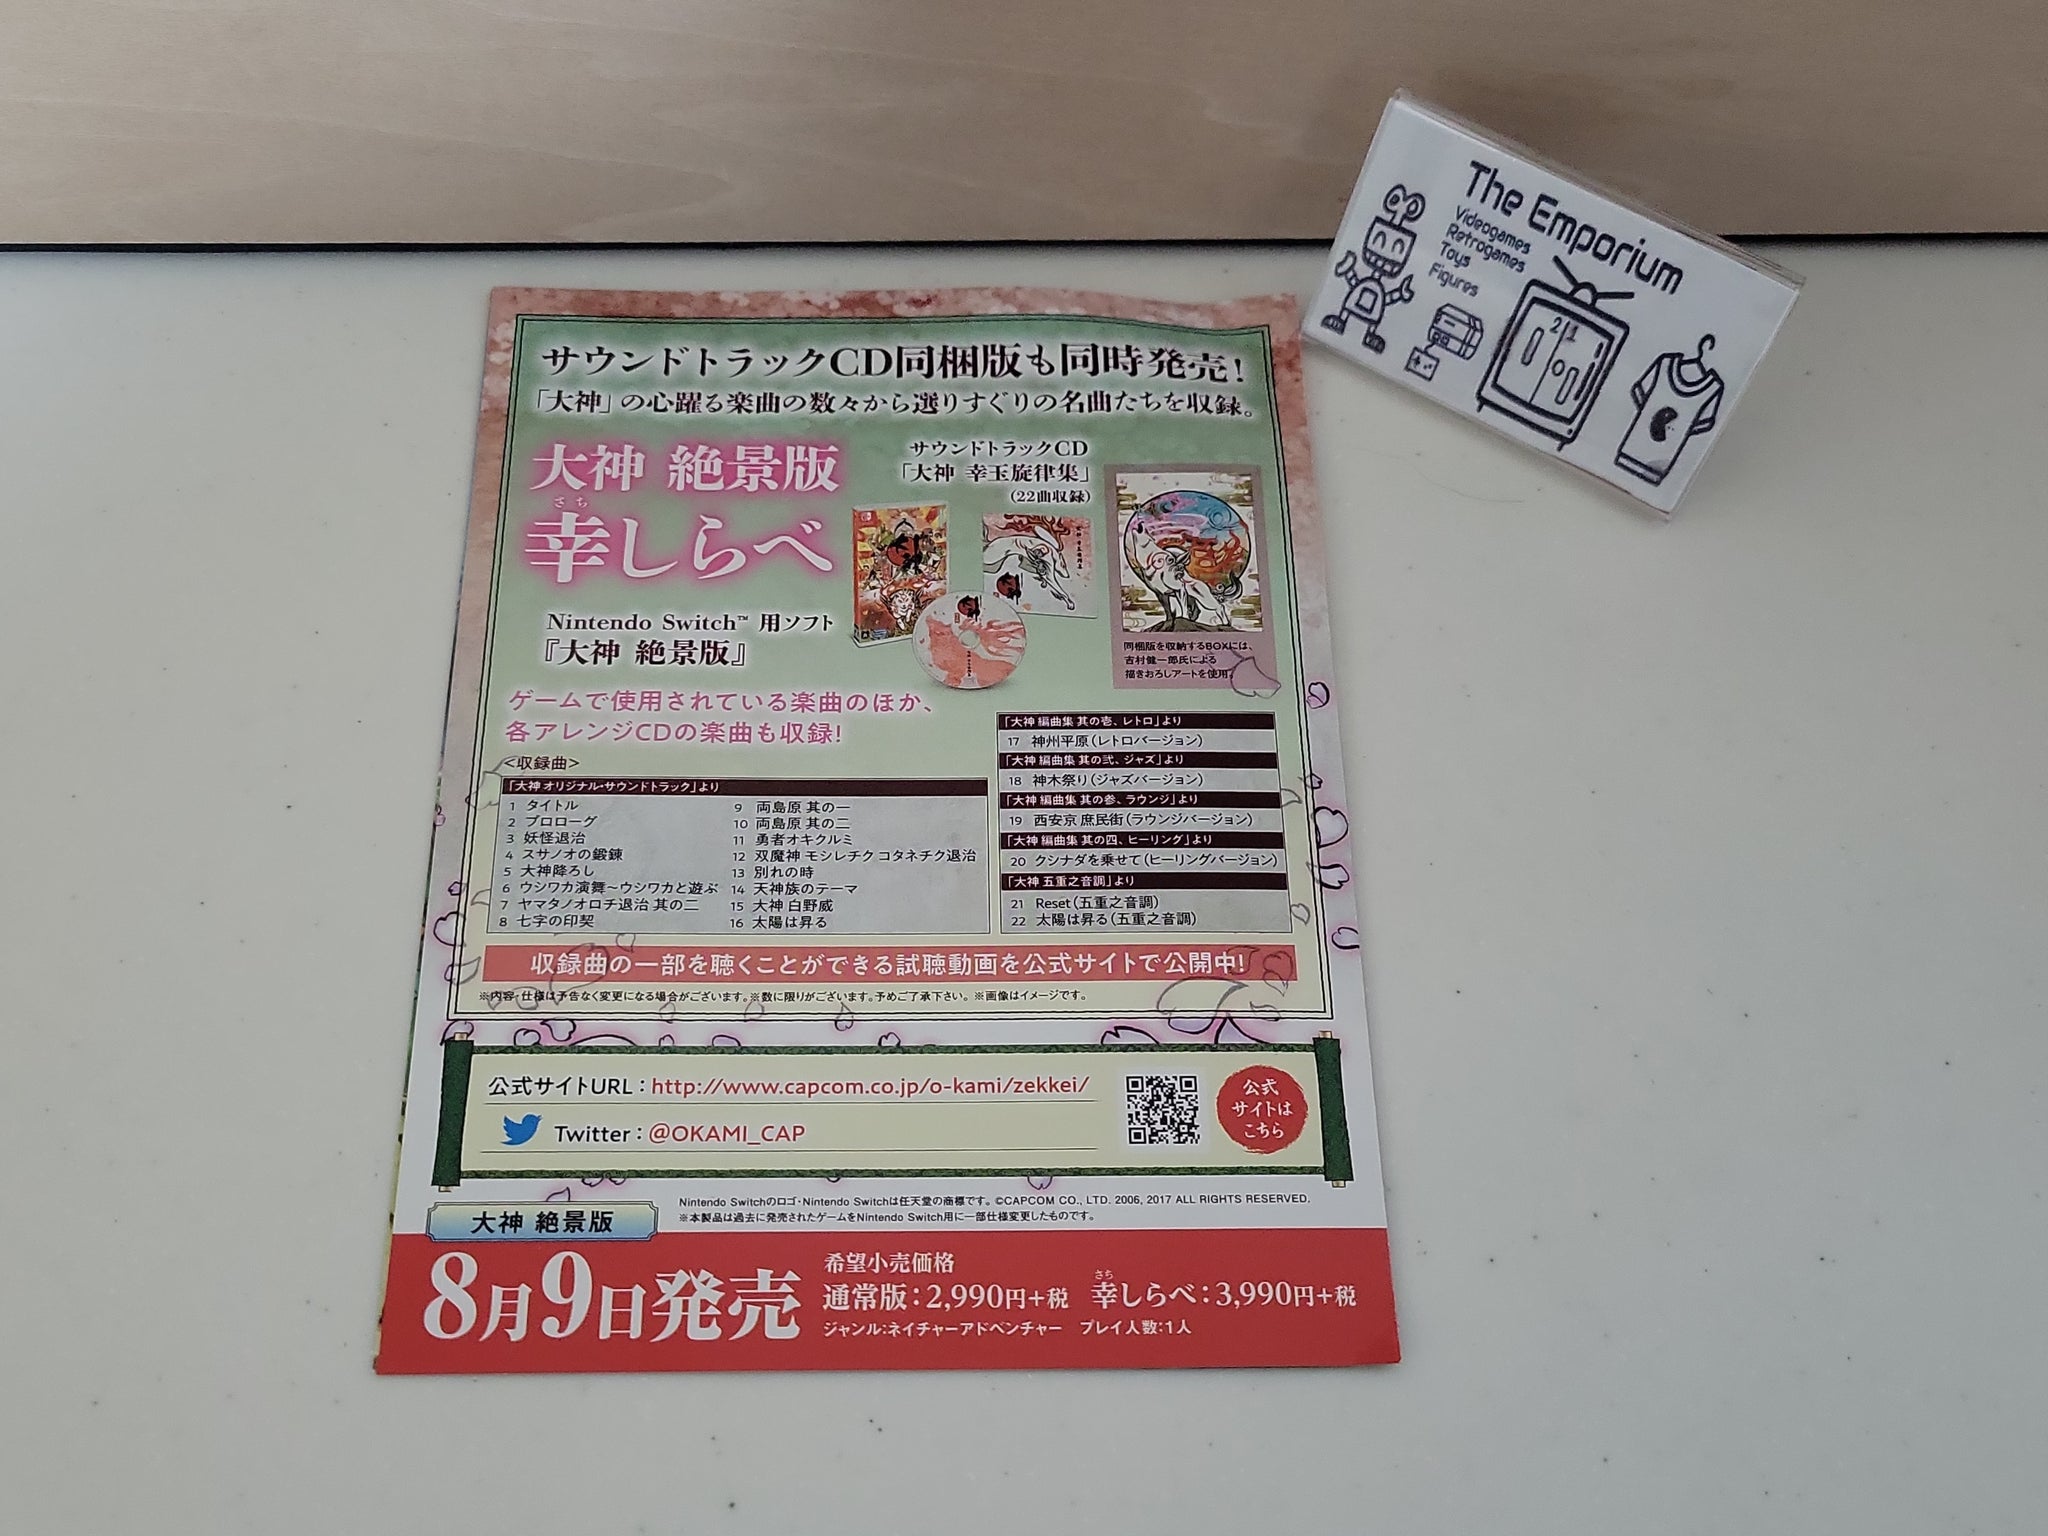 The Emporium
Videogames
Retrogames
Toys
Figures
サウンドトラックCD同梱版も同時発売!
「大神」の心躍る楽曲の数々から選りすぐりの名曲たちを収録。
大神 絶景版
さち
幸しらべ
サウンドトラックCD
「大神 幸玉旋律集」
(22曲収録)
Nintendo Switch™ 用ソフト
『大神 絶景版』
同梱版を収納するBOXには、
吉村健一郎氏による
描きおろしアートを使用。
ゲームで使用されている楽曲のほか、
各アレンジCDの楽曲も収録!
<収録曲>
「大神 オリジナル・サウンドトラック」より
1 タイトル
2 プロローグ
3 妖怪退治
4 スサノオの鍛錬
5 大神降ろし
6 ウシワカ演舞~ウシワカと遊ぶ
7 ヤマタノオロチ退治 其の二
8 七字の印契
9 両島原 其の一
10 両島原 其の二
11 勇者オキクルミ
12 双魔神 モシレチク コタネチク退治
13 別れの時
14 天神族のテーマ
15 大神 白野威
16 太陽は昇る
「大神 編曲集 其の壱、レトロ」より
17 神州平原(レトロバージョン)
「大神 編曲集 其の弐、ジャズ」より
18 神木祭り(ジャズバージョン)
「大神 編曲集 其の参、ラウンジ」より
19 西安京 庶民街(ラウンジバージョン)
「大神 編曲集 其の四、ヒーリング」より
20 クシナダを乗せて(ヒーリングバージョン)
「大神 五重之音調」より
21 Reset(五重之音調)
22 太陽は昇る(五重之音調)
収録曲の一部を聴くことができる試聴動画を公式サイトで公開中!
※内容・仕様は予告なく変更になる場合がございます。※数に限りがございます。予めご了承下さい。 ※画像はイメージです。
公式サイトURL:http://www.capcom.co.jp/o-kami/zekkei/
Twitter:@OKAMI_CAP
公式
サイトは
こちら
Nintendo Switchのロゴ・Nintendo Switchは任天堂の商標です。 ©CAPCOM CO., LTD. 2006, 2017 ALL RIGHTS RESERVED.
※本製品は過去に発売されたゲームをNintendo Switch用に一部仕様変更したものです。
大神 絶景版
8月9日発売
希望小売価格
通常版:2,990円+税 幸しらべ:3,990円+税
さち
ジャンル:ネイチャーアドベンチャー プレイ人数:1人